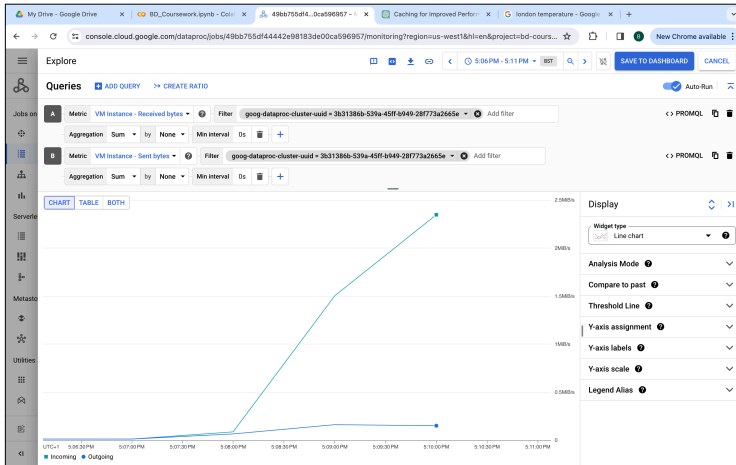 My Drive – Google Drive
BD_Coursework.ipynb – Cola
49bb755df44...0ca596957 – M
Caching for Improved Perform
london temperature – Google
console.cloud.google.com/dataproc/jobs/49bb755df44442e98183de00ca596957/monitoring?region=us-west1&hl=en&project=bd-cours...
New Chrome available
Explore
5:06 PM - 5:11 PM
BST
SAVE TO DASHBOARD
CANCEL
Queries
ADD QUERY
CREATE RATIO
Auto-Run
Jobs on
A
Metric
VM Instance - Received bytes
Filter
goog-dataproc-cluster-uuid = 3b31386b-539a-45ff-b949-28f773a2665e
Add filter
<> PROMQL
Aggregation Sum by None Min interval 0s
B
Metric
VM Instance - Sent bytes
Filter
goog-dataproc-cluster-uuid = 3b31386b-539a-45ff-b949-28f773a2665e
Add filter
<> PROMQL
Aggregation Sum by None Min interval 0s
Serverle
Metasto
Utilities
CHART TABLE BOTH
2.5MiB/s
2MiB/s
1.5MiB/s
1MiB/s
0.5MiB/s
0
UTC+1 5:06:30 PM 5:07:00 PM 5:07:30 PM 5:08:00 PM 5:08:30 PM 5:09:00 PM 5:09:30 PM 5:10:00 PM 5:10:30 PM 5:11:00 PM
Incoming Outgoing
Display
Widget type
Line chart
Analysis Mode
Compare to past
Threshold Line
Y-axis assignment
Y-axis labels
Y-axis scale
Legend Alias